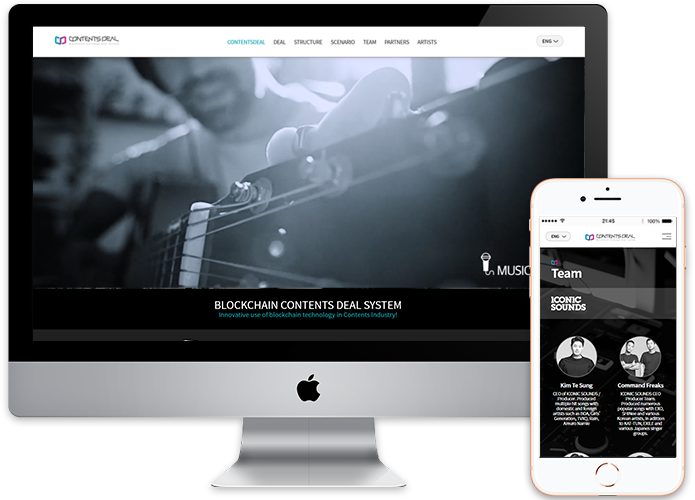 CONTENTS DEAL
CONTENTSDEAL DEAL STRUCTURE SCENARIO TEAM PARTNERS ARTISTS
ENG
MUSIC
BLOCKCHAIN CONTENTS DEAL SYSTEM
Innovative use of blockchain technology in Contents Industry!
21:45 100%
ENG
CONTENTS DEAL
Team
ICONIC
SOUNDS
Kim Te Sung
CEO of ICONIC SOUNDS /
Producer. Produced
multiple hit songs with
domestic and foreign
artists such as
Generation, TVXQ, Rain,
Amuro Namie
Command Freaks
ICONIC SOUNDS CEO
Producer Team.
Produced numerous
popular songs with EXO,
SHINee and various
Korean artists. In addition
to KAT-TUN, EXILE and
various Japanes singer
groups.